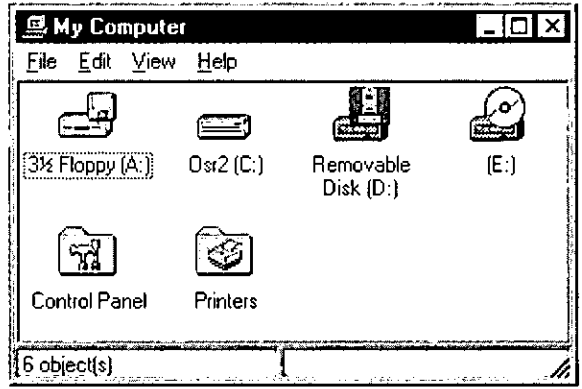 My Computer
File Edit View Help
3½ Floppy (A:)
Osr2 (C:)
Removable
Disk (D:)
(E:)
Control Panel
Printers
6 object(s)